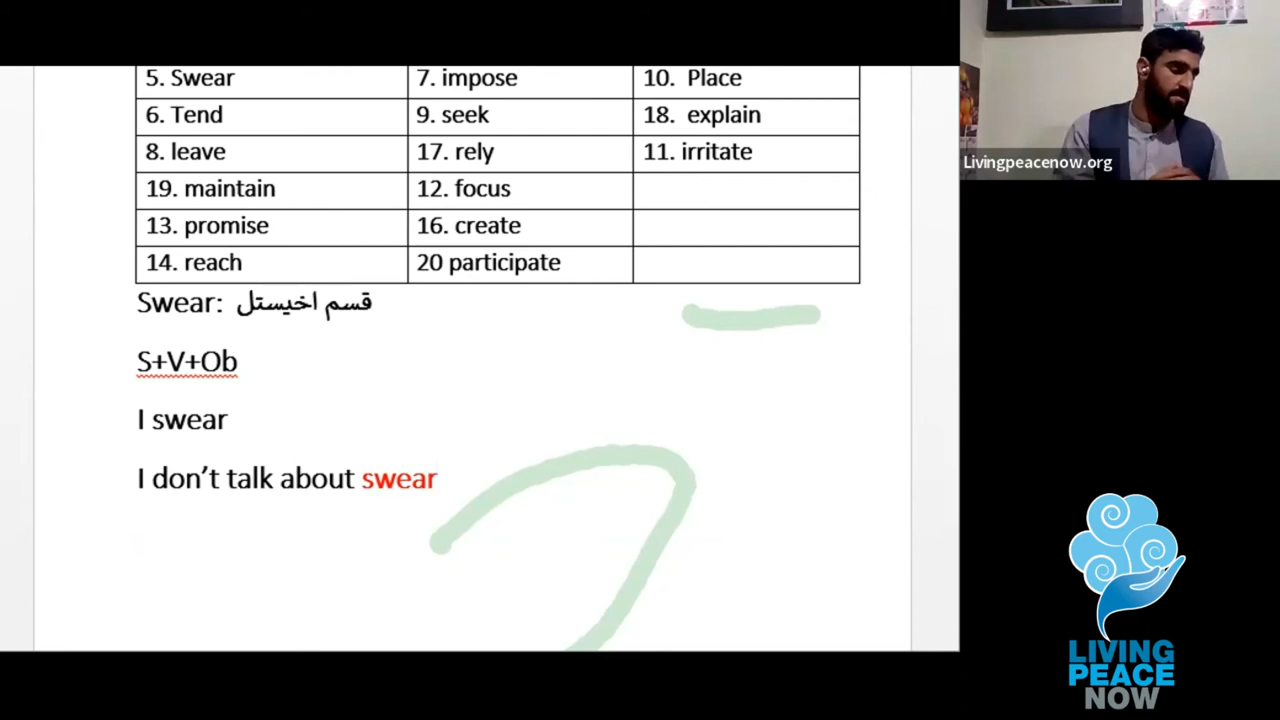 5. Swear 7. impose 10. Place
6. Tend 9. seek 18. explain
8. leave 17. rely 11. irritate
19. maintain 12. focus
13. promise 16. create
14. reach 20 participate
Swear: قسم اخیستل
S+V+Ob
I swear
I don’t talk about swear
Livingpeacenow.org
LIVING
PEACE
NOW